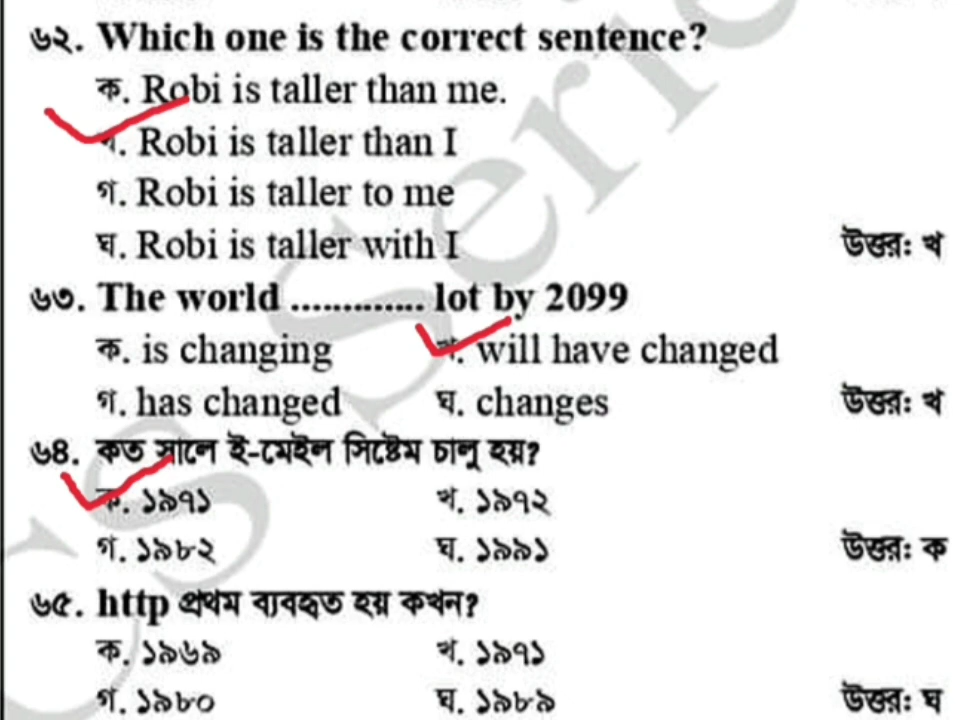 ৬২. Which one is the correct sentence?
ক. Robi is taller than me.
খ. Robi is taller than I
গ. Robi is taller to me
ঘ. Robi is taller with I উত্তর: খ
৬৩. The world ............. lot by 2099
ক. is changing খ. will have changed
গ. has changed ঘ. changes উত্তর: খ
৬৪. কত সালে ই-মেইল সিষ্টেম চালু হয়?
ক. ১৯৭১ খ. ১৯৭২
গ. ১৯৮২ ঘ. ১৯৯১ উত্তর: ক
৬৫. http প্রথম ব্যবহৃত হয় কখন?
ক. ১৯৬৯ খ. ১৯৭১
গ. ১৯৮০ ঘ. ১৯৮৯ উত্তর: ঘ